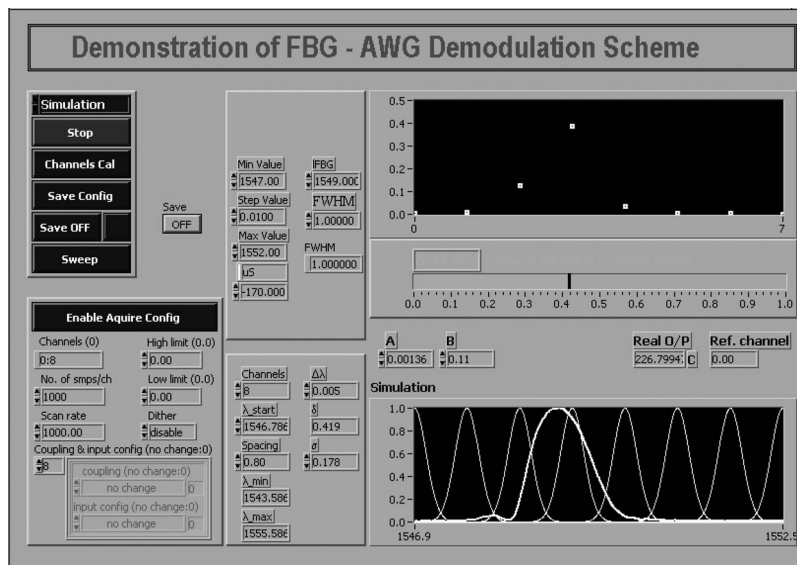 Demonstration of FBG - AWG Demodulation Scheme
Simulation
Stop
Channels Cal
Save Config
Save OFF
Sweep
Save
OFF
Min Value
1547.00
Step Value
0.0100
Max Value
1552.00
uS
-170.000
FBG
1549.00
FWHM
1.00000
FWHM
1.000000
0.5
0.4
0.3
0.2
0.1
0.0
0 7
0.0 0.1 0.2 0.3 0.4 0.5 0.6 0.7 0.8 0.9 1.0
Enable Aquire Config
Channels (0) High limit (0.0)
0:8 0.00
No. of smps/ch Low limit (0.0)
1000 0.00
Scan rate Dither
1000.00 disable
Coupling & input config (no change:0)
8
coupling (no change:0)
no change 0
input config (no change:0)
no change 0
Channels Δλ
8 0.005
λ_start δ
1546.786 0.419
Spacing σ
0.80 0.178
λ_min
1543.586
λ_max
1555.586
A B
0.00136 0.11
Real O/P Ref. channel
226.7994 C 0.00
Simulation
1.0
0.8
0.6
0.4
0.2
0.0
1546.9 1552.5